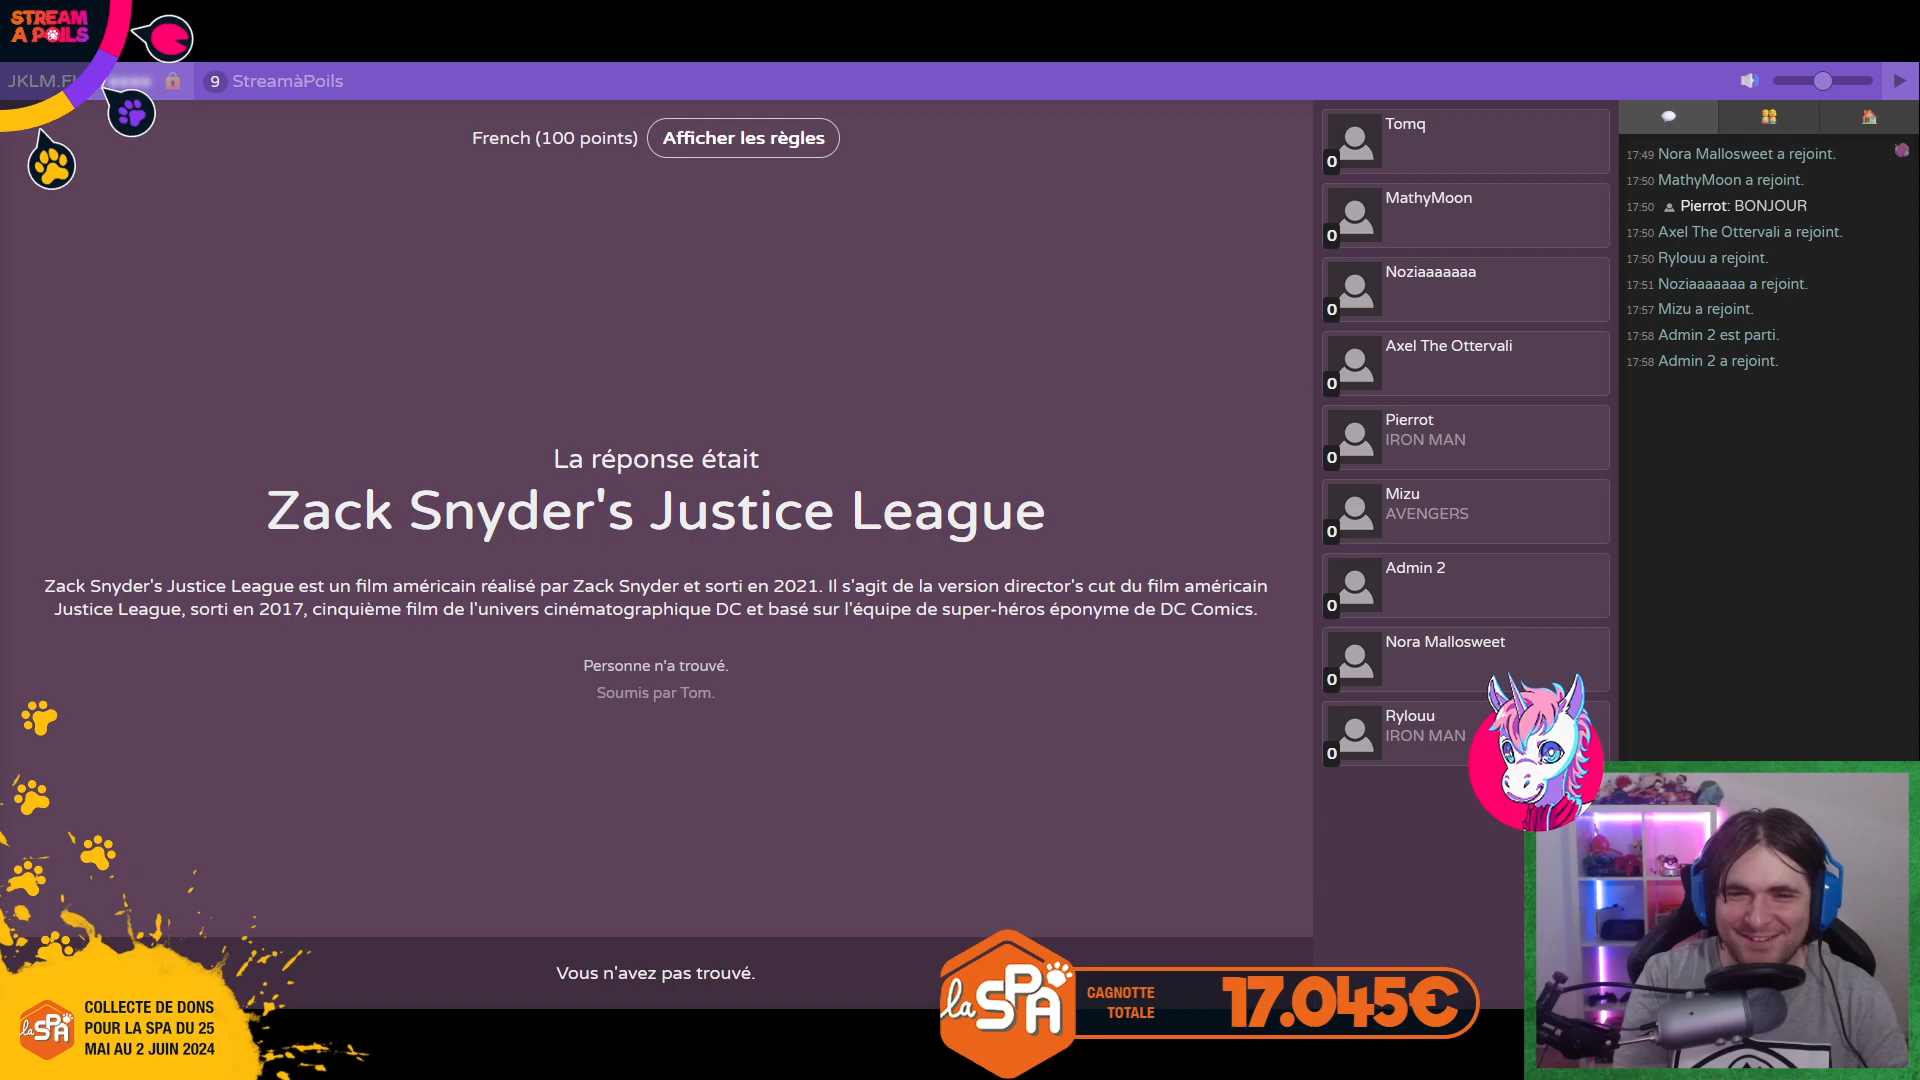 STREAM
A POILS
JKLM.F
9 StreamàPoils
French (100 points) Afficher les règles
La réponse était
Zack Snyder's Justice League
Zack Snyder's Justice League est un film américain réalisé par Zack Snyder et sorti en 2021. Il s'agit de la version director's cut du film américain
Justice League, sorti en 2017, cinquième film de l'univers cinématographique DC et basé sur l'équipe de super-héros éponyme de DC Comics.
Personne n'a trouvé.
Soumis par Tom.
Vous n'avez pas trouvé.
Tomq
0
MathyMoon
0
Noziaaaaaaa
0
Axel The Ottervali
0
Pierrot
IRON MAN
0
Mizu
AVENGERS
0
Admin 2
0
Nora Mallosweet
0
Rylouu
IRON MAN
0
17:49 Nora Mallosweet a rejoint.
17:50 MathyMoon a rejoint.
17:50 Pierrot: BONJOUR
17:50 Axel The Ottervali a rejoint.
17:50 Rylouu a rejoint.
17:51 Noziaaaaaaa a rejoint.
17:57 Mizu a rejoint.
17:58 Admin 2 est parti.
17:58 Admin 2 a rejoint.
la SPA
COLLECTE DE DONS
POUR LA SPA DU 25
MAI AU 2 JUIN 2024
la SPA
CAGNOTTE
TOTALE
17.045€